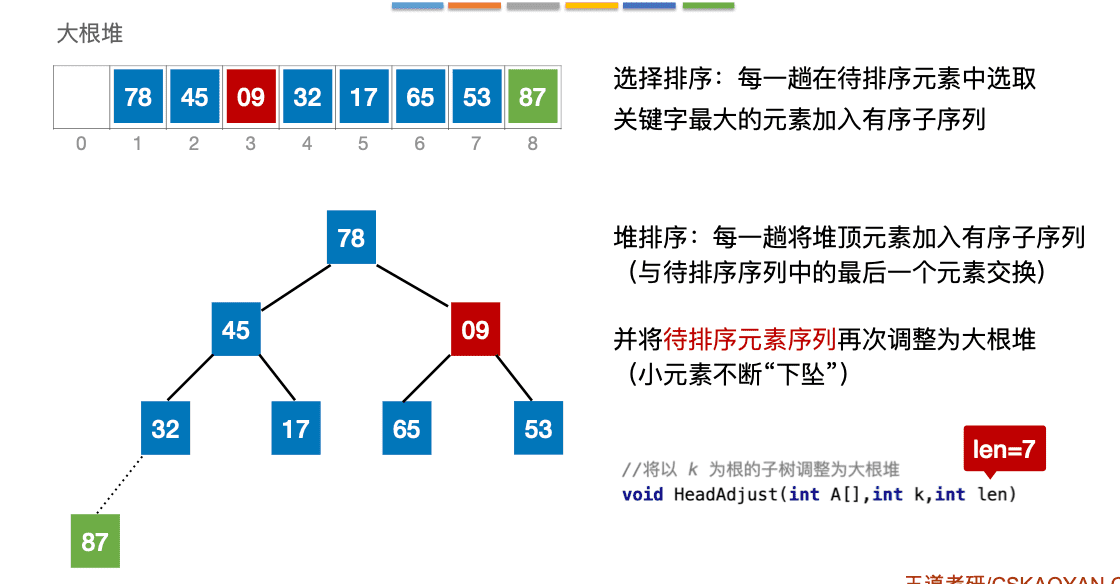 大根堆
78 45 09 32 17 65 53 87
0 1 2 3 4 5 6 7 8
选择排序：每一趟在待排序元素中选取
关键字最大的元素加入有序子序列
78
堆排序：每一趟将堆顶元素加入有序子序列
（与待排序序列中的最后一个元素交换）
45 09
并将待排序元素序列再次调整为大根堆
（小元素不断“下坠”）
32 17 65 53
len=7
//将以 k 为根的子树调整为大根堆
void HeadAdjust(int A[],int k,int len)
87
王道考研/CSKAOYAN.